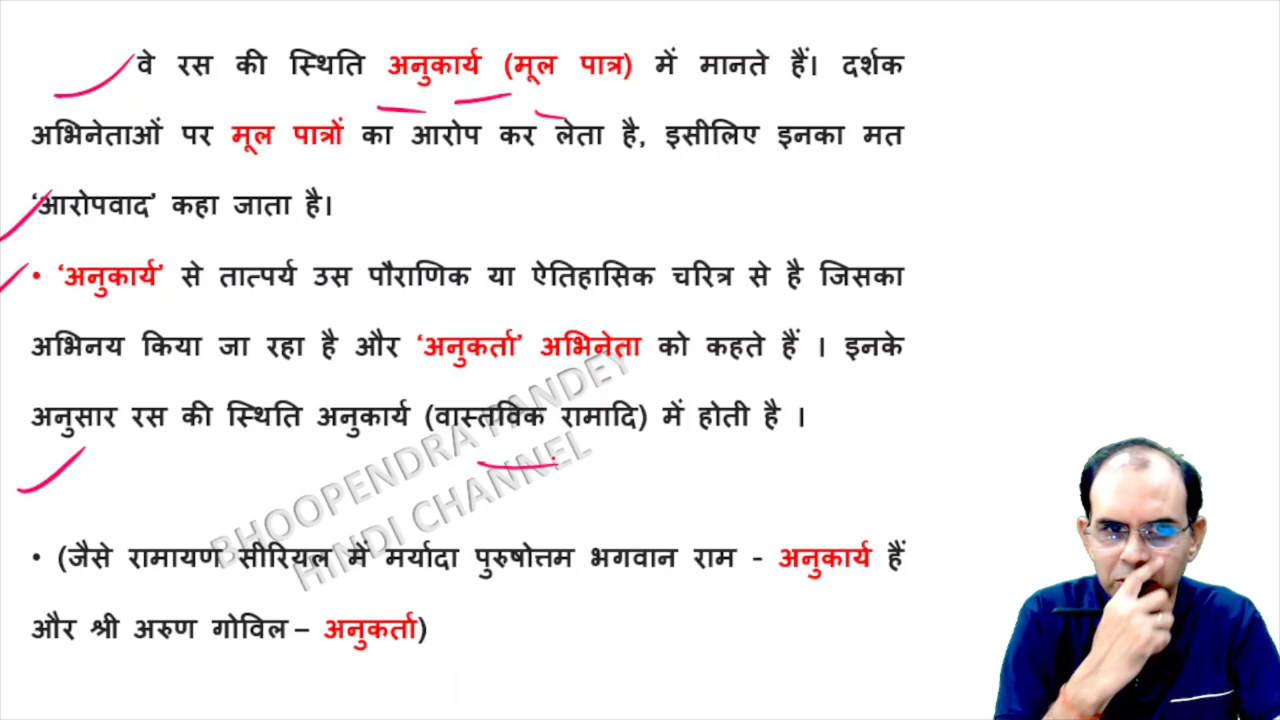 वे रस की स्थिति अनुकार्य (मूल पात्र) में मानते हैं। दर्शक
अभिनेताओं पर मूल पात्रों का आरोप कर लेता है, इसीलिए इनका मत
‘आरोपवाद’ कहा जाता है।
• ‘अनुकार्य’ से तात्पर्य उस पौराणिक या ऐतिहासिक चरित्र से है जिसका
अभिनय किया जा रहा है और ‘अनुकर्ता’ अभिनेता को कहते हैं । इनके
अनुसार रस की स्थिति अनुकार्य (वास्तविक रामादि) में होती है ।
BHOOPENDRA PANDEY
HINDI CHANNEL
• (जैसे रामायण सीरियल में मर्यादा पुरुषोत्तम भगवान राम - अनुकार्य हैं
और श्री अरुण गोविल – अनुकर्ता)